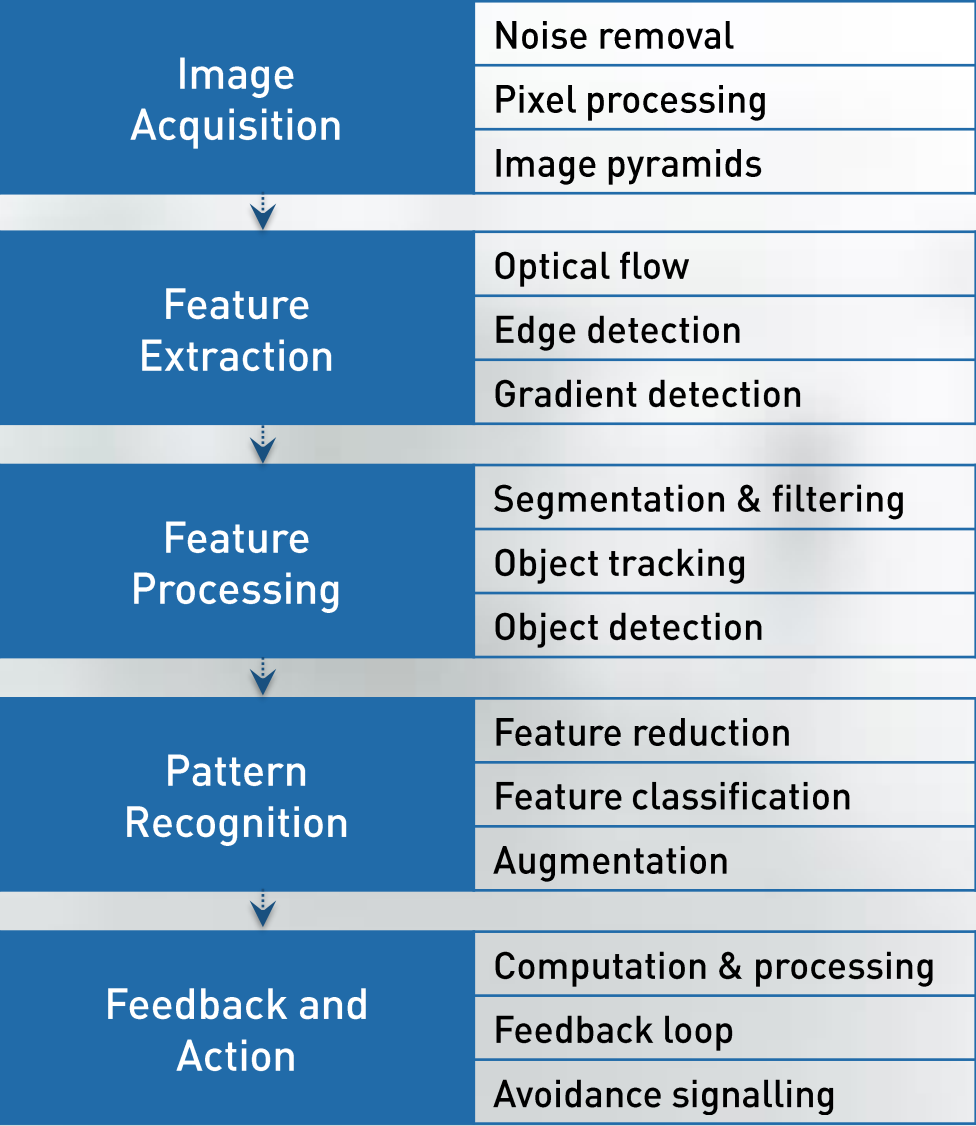 Image
Acquisition
Noise removal
Pixel processing
Image pyramids
Feature
Extraction
Optical flow
Edge detection
Gradient detection
Feature
Processing
Segmentation & filtering
Object tracking
Object detection
Pattern
Recognition
Feature reduction
Feature classification
Augmentation
Feedback and
Action
Computation & processing
Feedback loop
Avoidance signalling